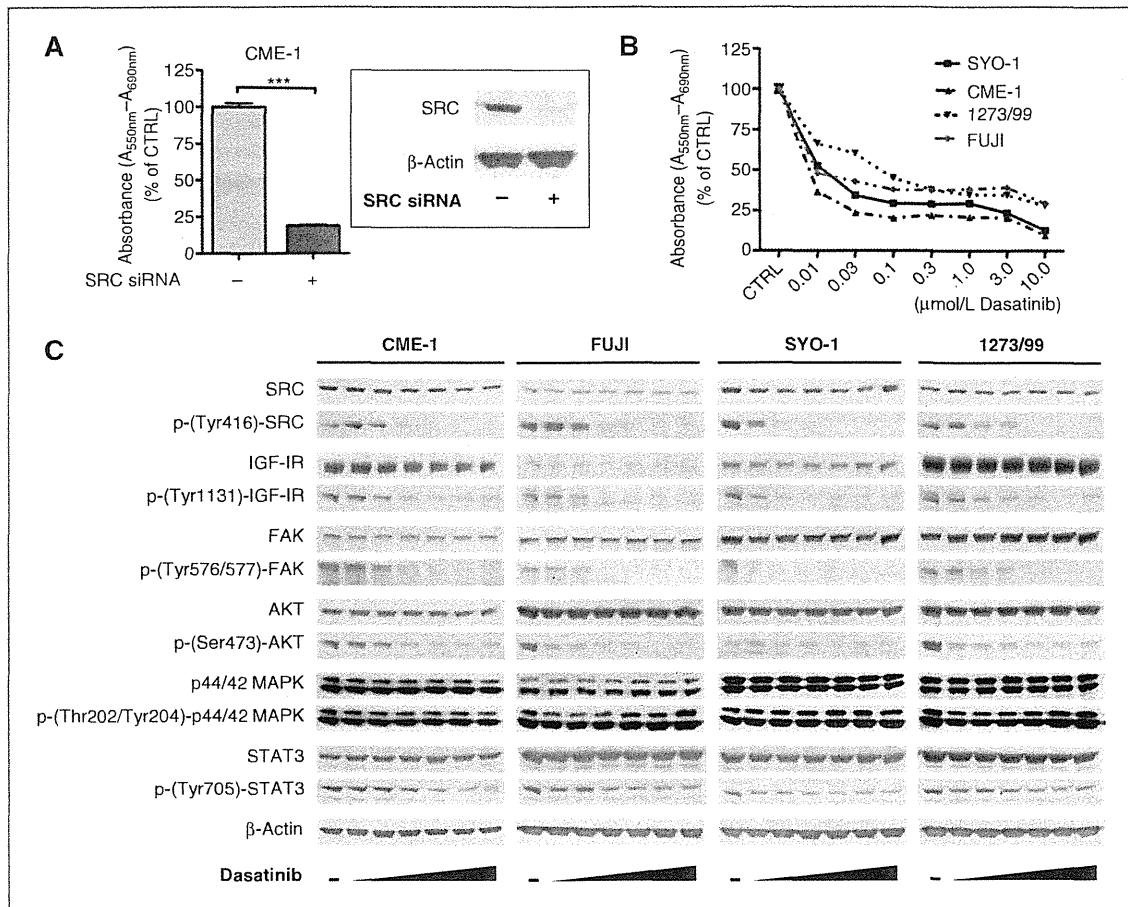 A
CME-1
Absorbance (A550nm–A690nm)
(% of CTRL)
125
100
75
50
25
0
***
SRC siRNA
–
+
SRC
β-Actin
SRC siRNA – +
B
Absorbance (A550nm–A690nm)
(% of CTRL)
125
100
75
50
25
0
SYO-1
CME-1
1273/99
FUJI
CTRL 0.01 0.03 0.1 0.3 1.0 3.0 10.0
(μmol/L Dasatinib)
C
CME-1 FUJI SYO-1 1273/99
SRC
p-(Tyr416)-SRC
IGF-IR
p-(Tyr1131)-IGF-IR
FAK
p-(Tyr576/577)-FAK
AKT
p-(Ser473)-AKT
p44/42 MAPK
p-(Thr202/Tyr204)-p44/42 MAPK
STAT3
p-(Tyr705)-STAT3
β-Actin
Dasatinib – – – –